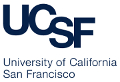 UCSF
University of California
San Francisco